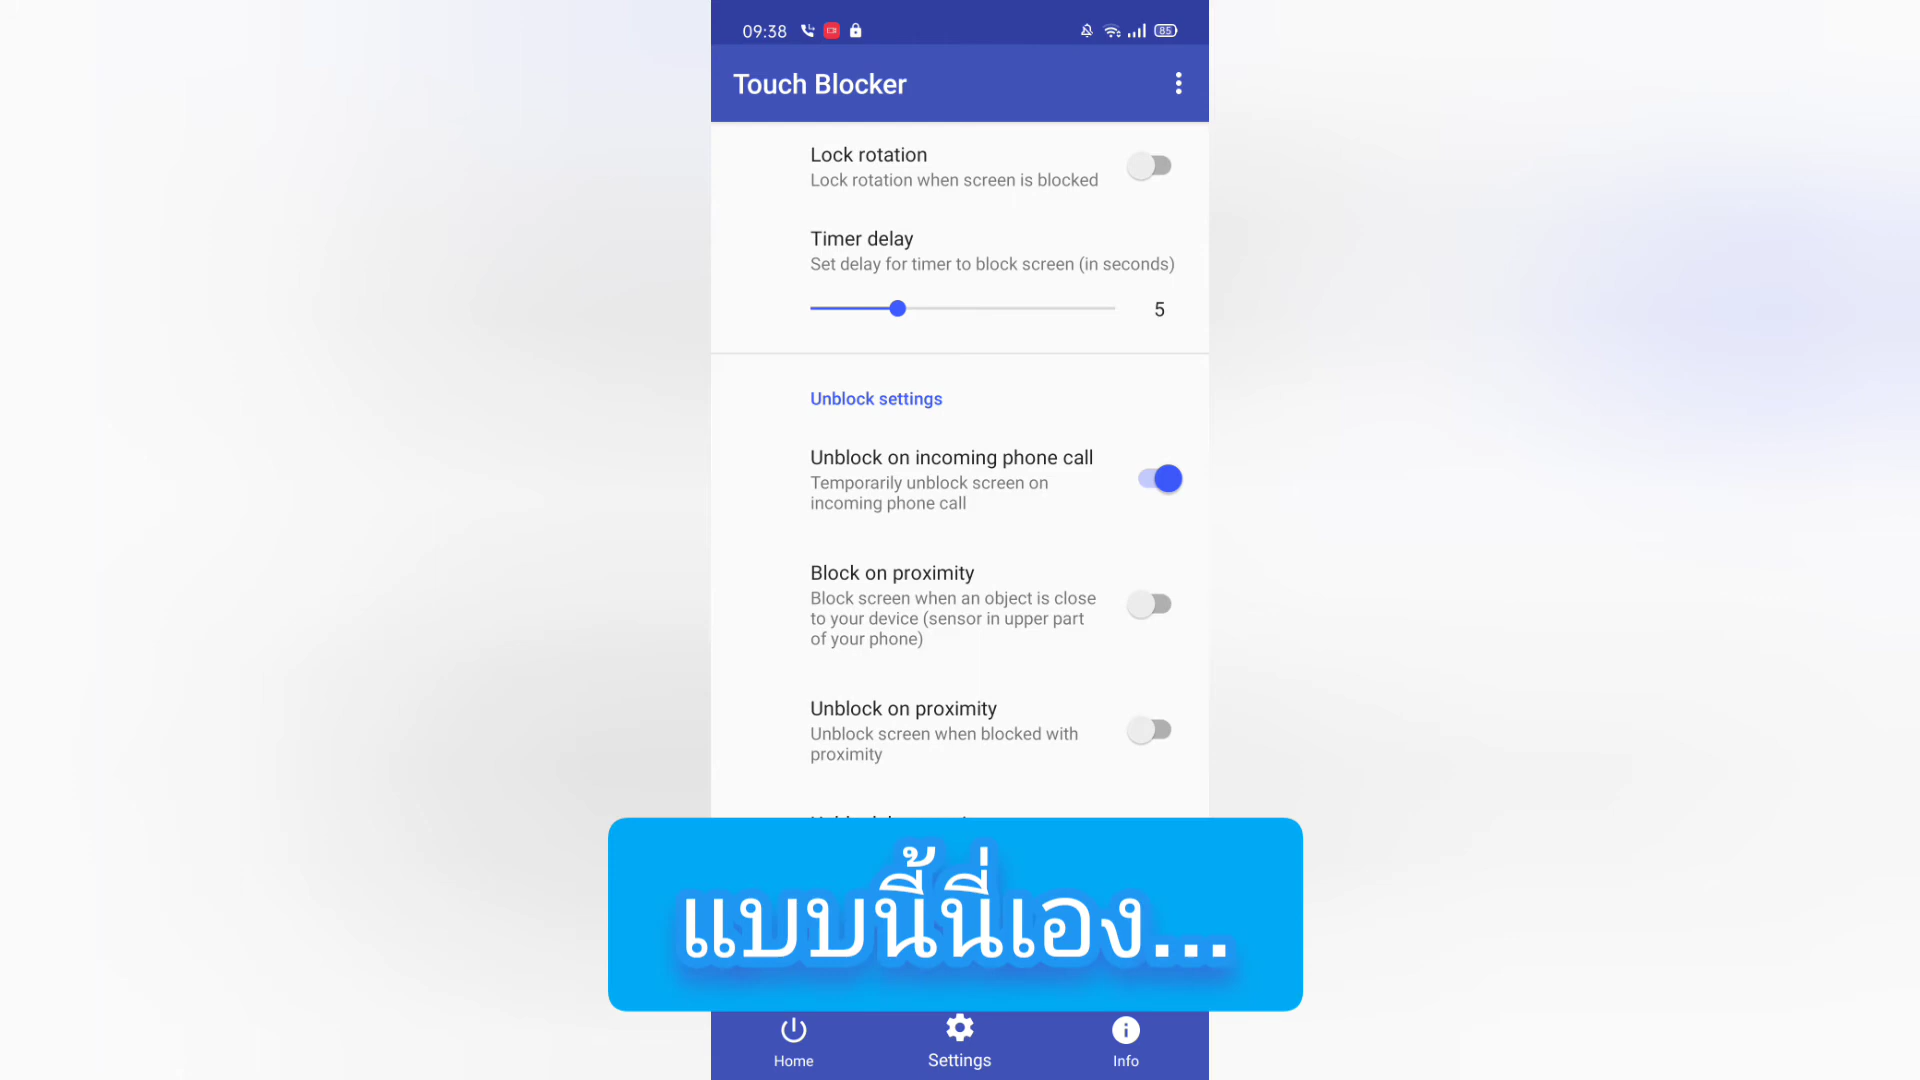 09:38
85
Touch Blocker
Lock rotation
Lock rotation when screen is blocked
Timer delay
Set delay for timer to block screen (in seconds)
5
Unblock settings
Unblock on incoming phone call
Temporarily unblock screen on
incoming phone call
Block on proximity
Block screen when an object is close
to your device (sensor in upper part
of your phone)
Unblock on proximity
Unblock screen when blocked with
proximity
แบบนี้นี่เอง...
Home
Settings
Info